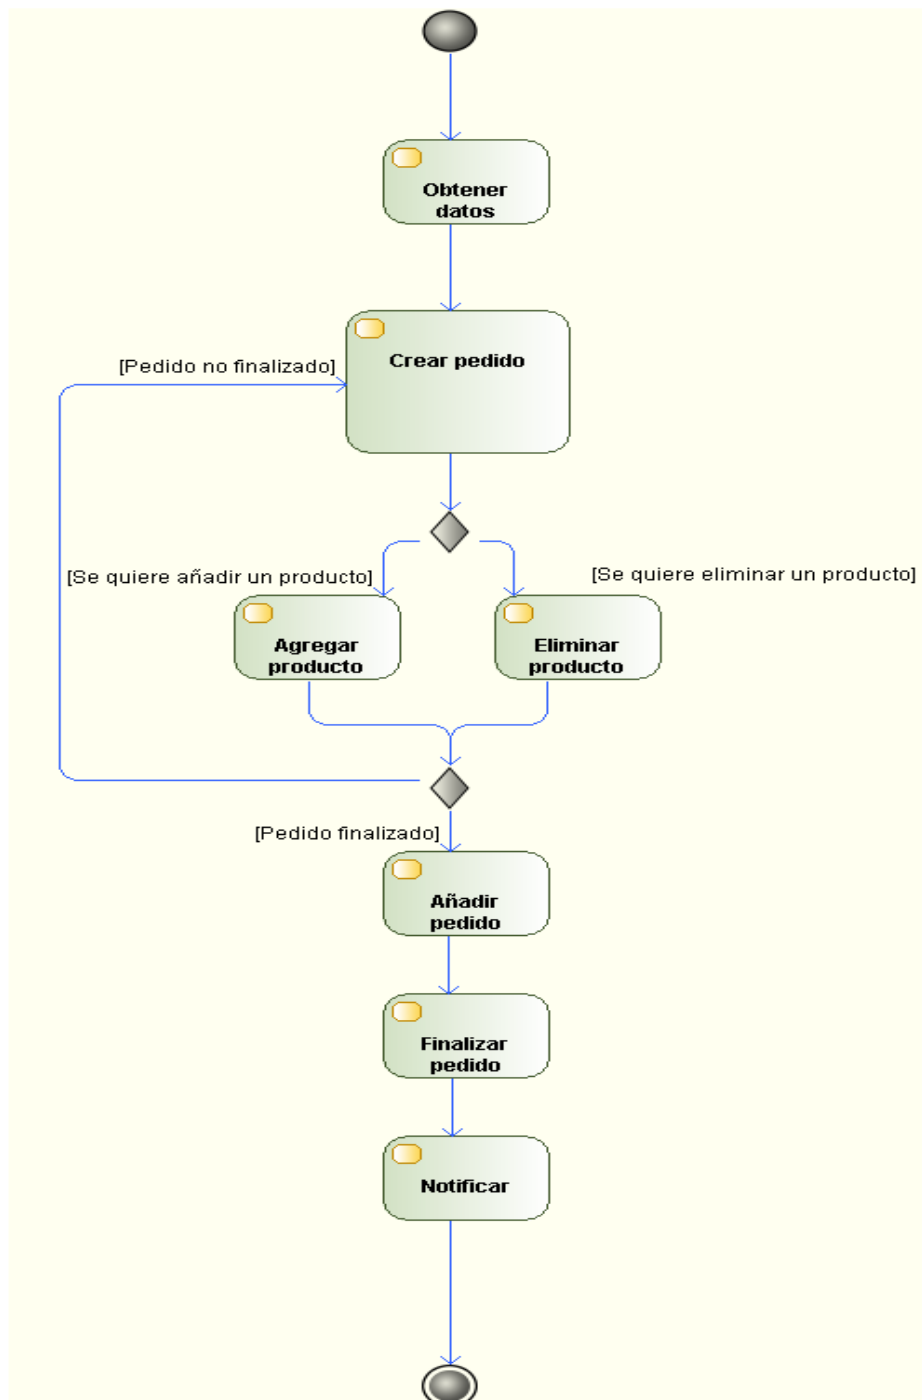 Obtener
datos
Crear pedido
[Pedido no finalizado]
[Se quiere añadir un producto]
[Se quiere eliminar un producto]
Agregar
producto
Eliminar
producto
[Pedido finalizado]
Añadir
pedido
Finalizar
pedido
Notificar